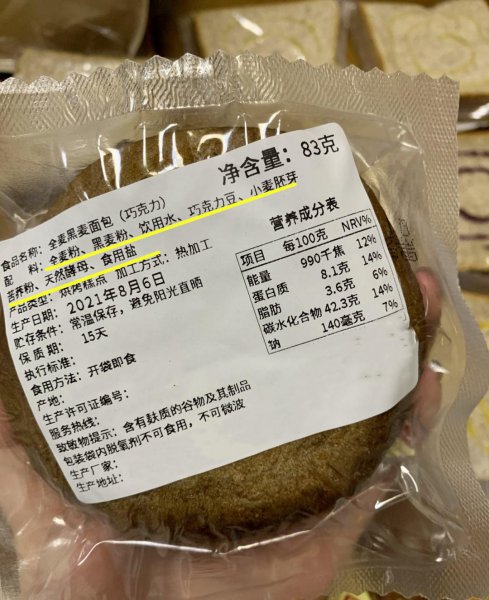 净含量：83克
食品名称：全麦黑麦面包（巧克力）
配 料：全麦粉、黑麦粉、饮用水、巧克力豆、小麦胚芽
苦荞粉、天然酵母、食用盐
产品类型：烘烤糕点 加工方式：热加工
生产日期：2021年8月6日
贮存条件：常温保存，避免阳光直晒
保 质 期：15天
执行标准：
食用方法：开袋即食
产地：
生产许可证编号：
服务热线：
致敏物提示：含有麸质的谷物及其制品
包装袋内脱氧剂不可食用，不可微波
生产厂家：
生产地址：
营养成分表
项目 每100克 NRV%
能量 990千焦 12%
蛋白质 8.1克 14%
脂肪 3.6克 6%
碳水化合物 42.3克 14%
钠 140毫克 7%